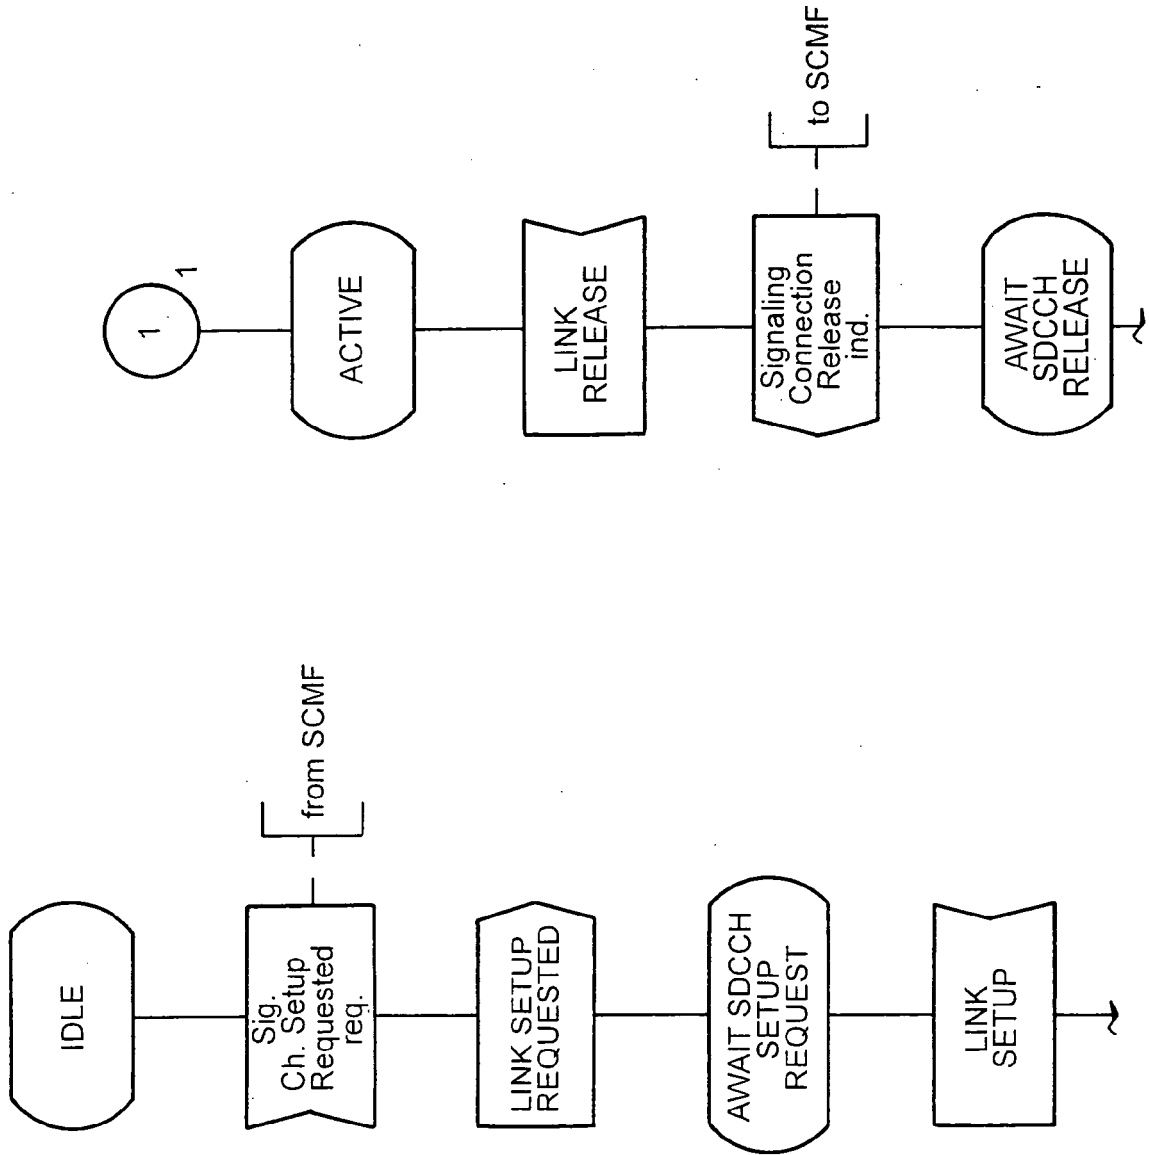 IDLE
Sig.
Ch. Setup
Requested
req.
from SCMF
LINK SETUP
REQUESTED
AWAIT SDCCH
SETUP
REQUEST
LINK
SETUP
1
1
ACTIVE
LINK
RELEASE
Signaling
Connection
Release
ind.
to SCMF
AWAIT
SDCCH
RELEASE